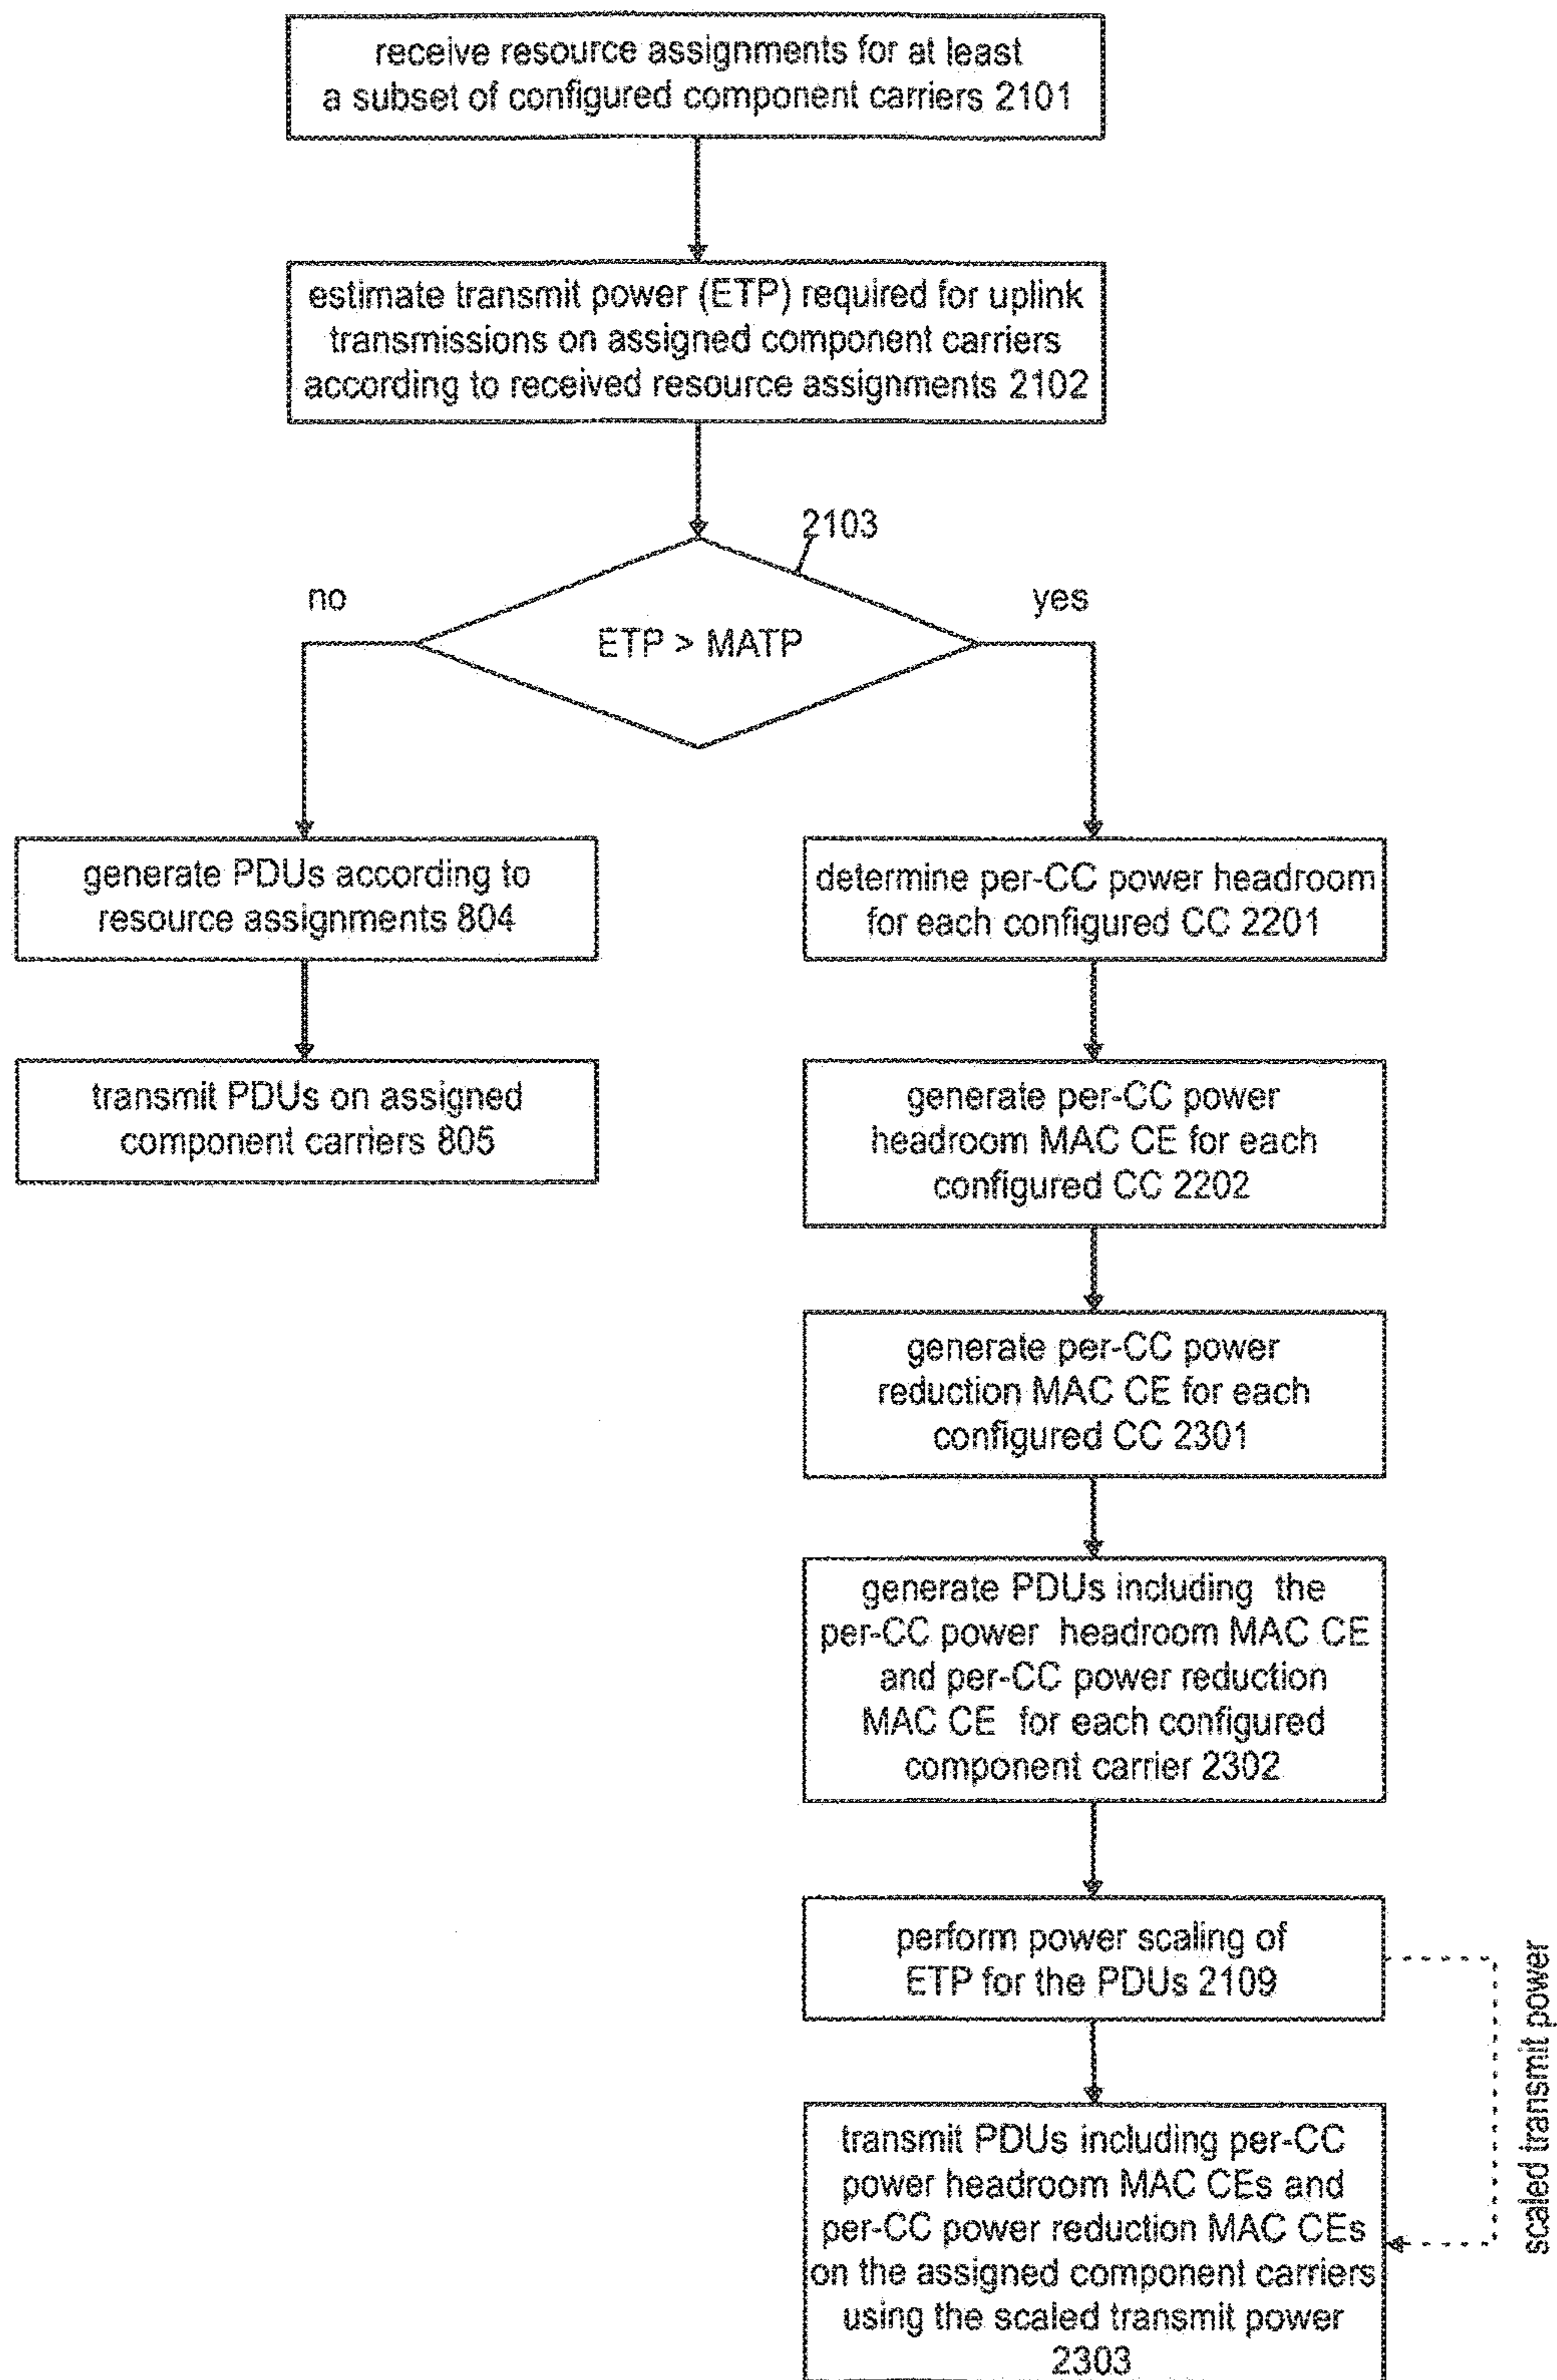 receive resource assignments for at least
a subset of configured component carriers 2101
estimate transmit power (ETP) required for uplink
transmissions on assigned component carriers
according to received resource assignments 2102
2103
no
yes
ETP > MATP
generate PDUs according to
resource assignments 804
transmit PDUs on assigned
component carriers 805
determine per-CC power headroom
for each configured CC 2201
generate per-CC power
headroom MAC CE for each
configured CC 2202
generate per-CC power
reduction MAC CE for each
configured CC 2301
generate PDUs including the
per-CC power headroom MAC CE
and per-CC power reduction
MAC CE for each configured
component carrier 2302
perform power scaling of
ETP for the PDUs 2109
scaled transmit power
transmit PDUs including per-CC
power headroom MAC CEs and
per-CC power reduction MAC CEs
on the assigned component carriers
using the scaled transmit power
2303